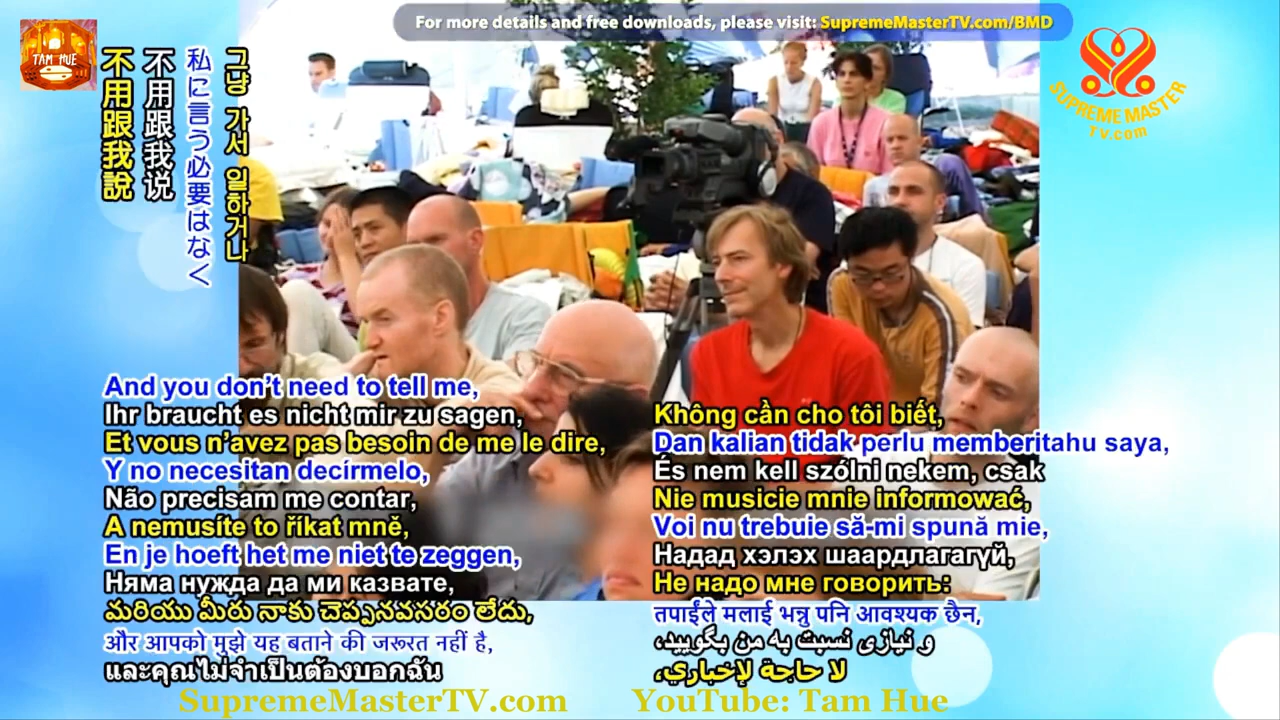 For more details and free downloads, please visit: SupremeMasterTV.com/BMD
TAM HUE
SUPREME MASTER
TV.com
그냥 가서 일하거나
私に言う必要はなく
不用跟我说
不用跟我說
And you don't need to tell me,
Ihr braucht es nicht mir zu sagen,
Et vous n'avez pas besoin de me le dire,
Y no necesitan decírmelo,
Não precisam me contar,
A nemusíte to říkat mně,
En je hoeft het me niet te zeggen,
Няма нужда да ми казвате,
మరియు మీరు నాకు చెప్పనవసరం లేదు,
और आपको मुझे यह बताने की जरूरत नहीं है,
และคุณไม่จำเป็นต้องบอกฉัน
Không cần cho tôi biết,
Dan kalian tidak perlu memberitahu saya,
És nem kell szólni nekem, csak
Nie musicie mnie informować,
Voi nu trebuie să-mi spună mie,
Надад хэлэх шаардлагагүй,
Не надо мне говорить:
तपाईंले मलाई भन्नु पनि आवश्यक छैन,
و نیازی نسبت به من بگویید،
لا حاجة لإخباري،
SupremeMasterTV.com
YouTube: Tam Hue